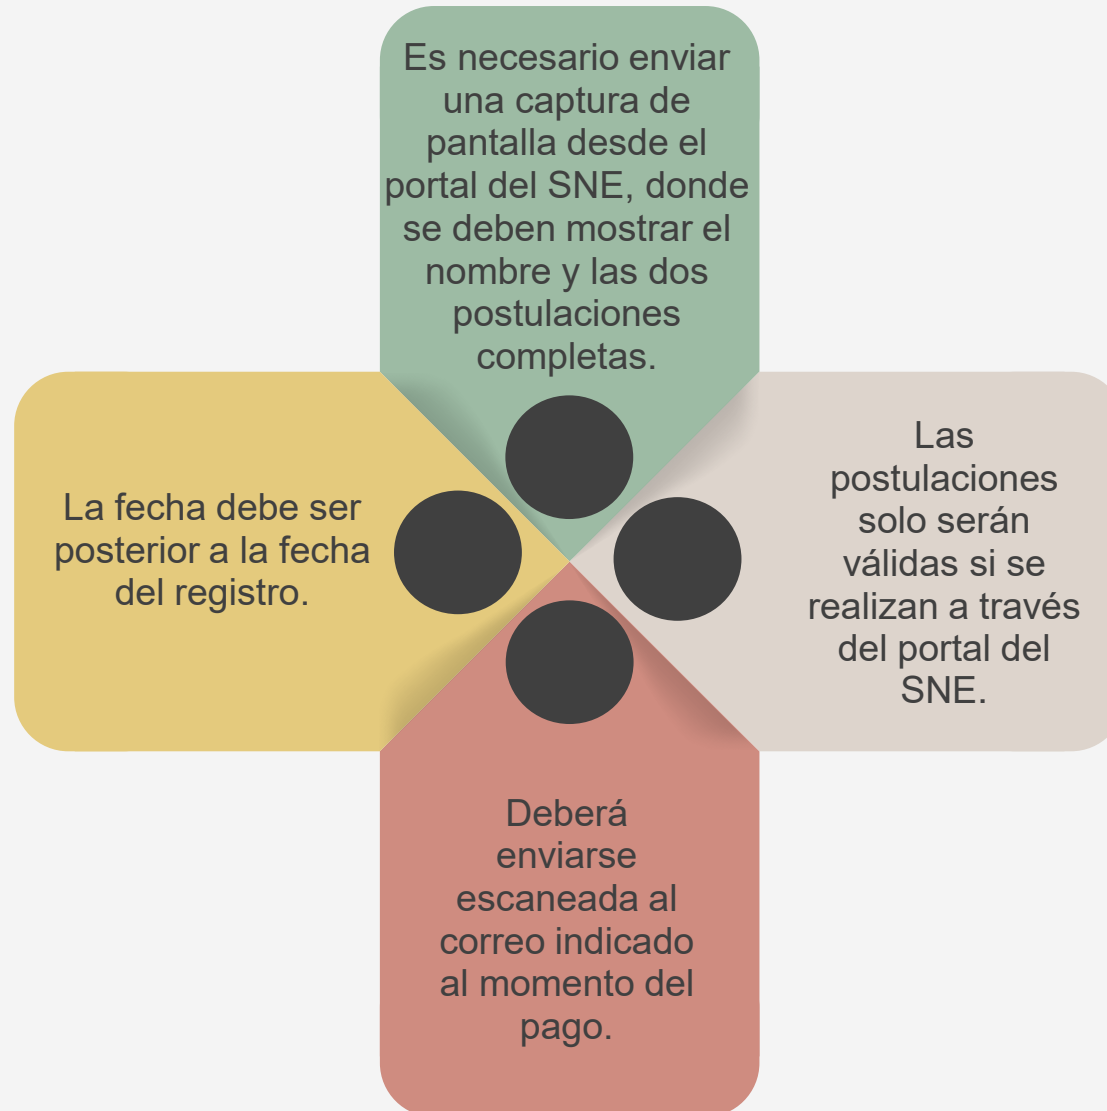 Es necesario enviar
una captura de
pantalla desde el
portal del SNE, donde
se deben mostrar el
nombre y las dos
postulaciones
completas.
La fecha debe ser
posterior a la fecha
del registro.
Las
postulaciones
solo serán
válidas si se
realizan a través
del portal del
SNE.
Deberá
enviarse
escaneada al
correo indicado
al momento del
pago.